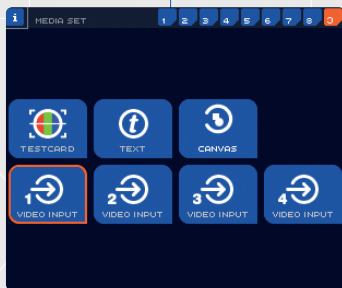 i MEDIA SET 1 2 3 4 5 6 7 8
TESTCARD t TEXT CANVAS
1 VIDEO INPUT 2 VIDEO INPUT 3 VIDEO INPUT 4 VIDEO INPUT